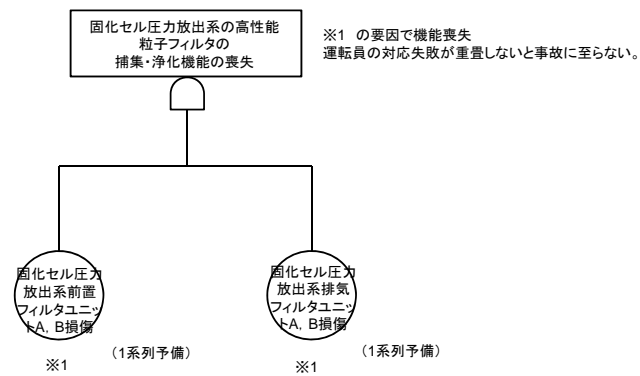 固化セル圧力放出系の高性能
粒子フィルタの
捕集・浄化機能の喪失
※1　の要因で機能喪失
運転員の対応失敗が重畳しないと事故に至らない。
固化セル圧力
放出系前置
フィルタユニッ
トA，B損傷
（1系列予備）
※1
固化セル圧力
放出系排気
フィルタユニッ
トA，B損傷
（1系列予備）
※1